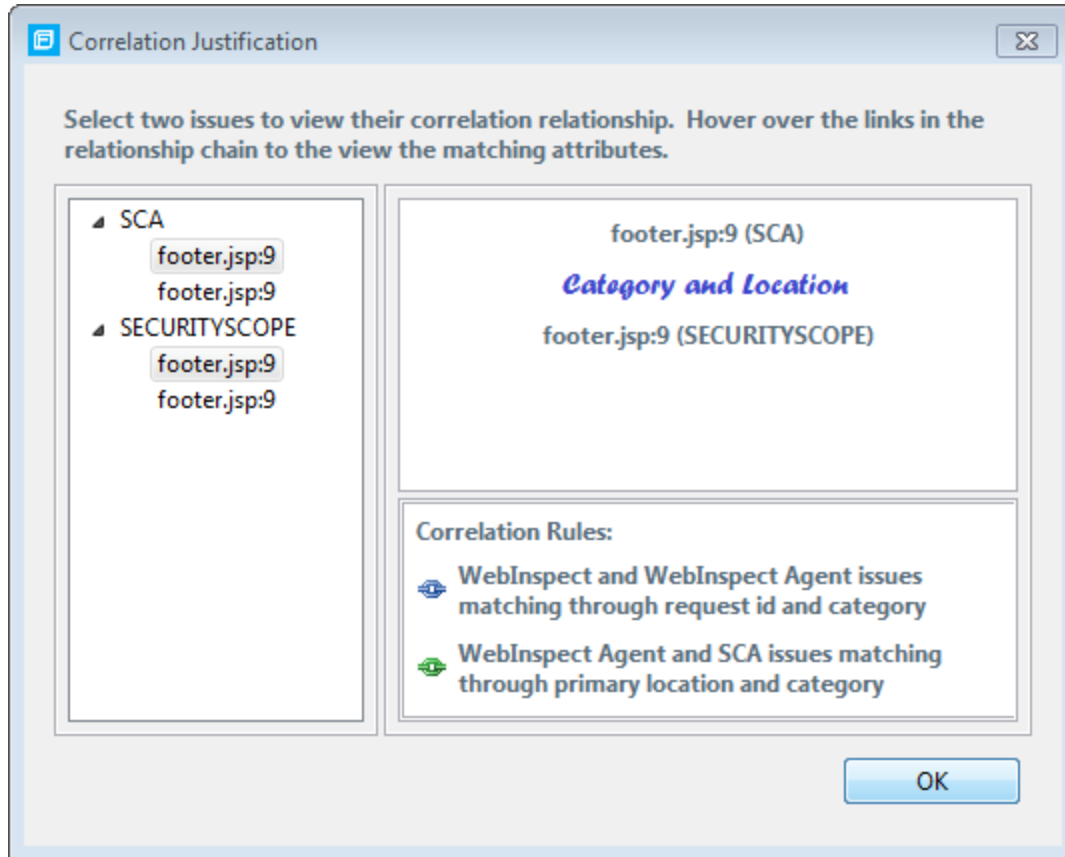 Correlation Justification
Select two issues to view their correlation relationship.  Hover over the links in the
relationship chain to the view the matching attributes.
SCA
footer.jsp:9
footer.jsp:9
SECURITYSCOPE
footer.jsp:9
footer.jsp:9
footer.jsp:9 (SCA)
Category and Location
footer.jsp:9 (SECURITYSCOPE)
Correlation Rules:
WebInspect and WebInspect Agent issues
matching through request id and category
WebInspect Agent and SCA issues matching
through primary location and category
OK